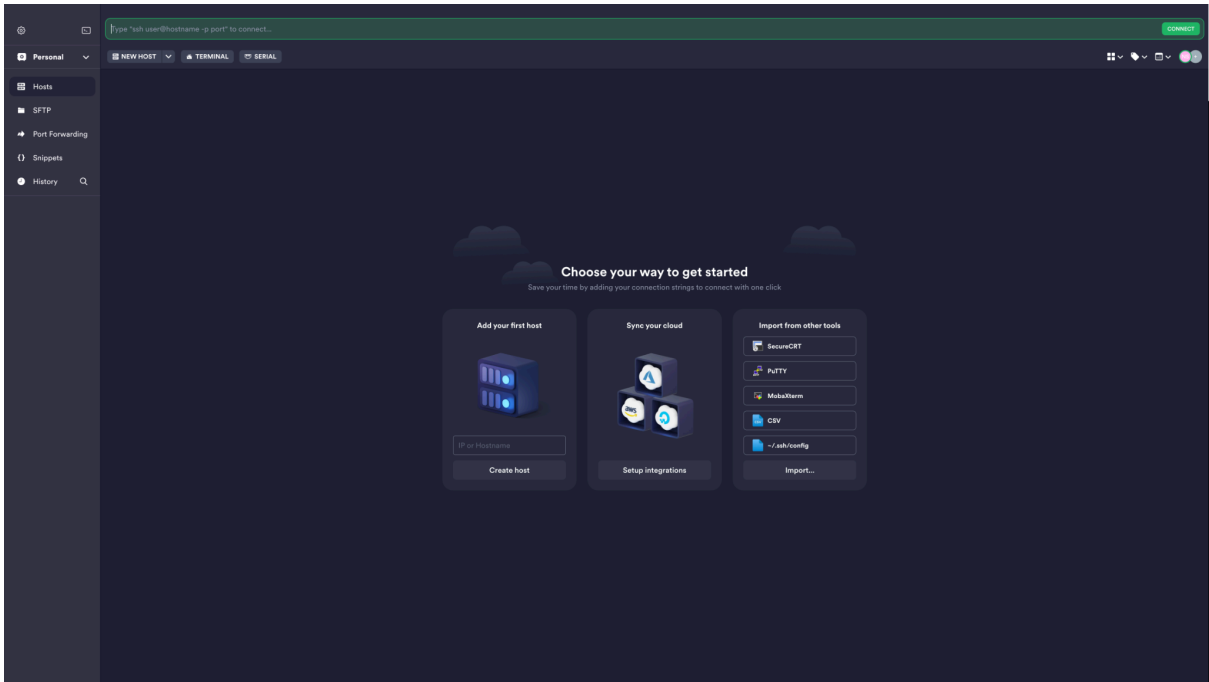 Type "ssh user@hostname -p port" to connect...
CONNECT
Personal
NEW HOST
TERMINAL
SERIAL
Hosts
SFTP
Port Forwarding
Snippets
History
Choose your way to get started
Save your time by adding your connection strings to connect with one click
Add your first host
IP or Hostname
Create host
Sync your cloud
aws
Setup integrations
Import from other tools
SecureCRT
PuTTY
MobaXterm
CSV
~/.ssh/config
Import...